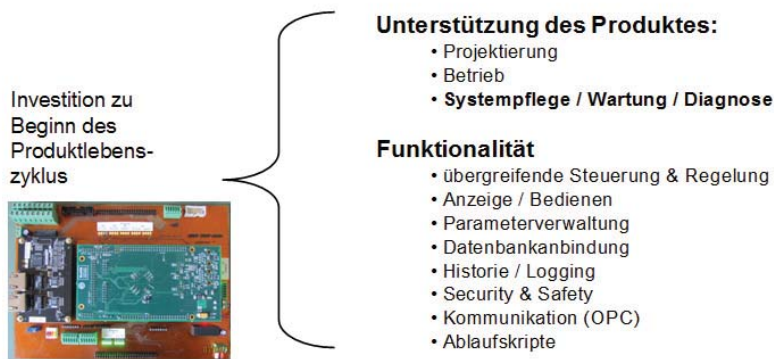 Investition zu
Beginn des
Produktlebens-
zyklus
Unterstützung des Produktes:
• Projektierung
• Betrieb
• Systempflege / Wartung / Diagnose
Funktionalität
• übergreifende Steuerung & Regelung
• Anzeige / Bedienen
• Parameterverwaltung
• Datenbankanbindung
• Historie / Logging
• Security & Safety
• Kommunikation (OPC)
• Ablaufskripte